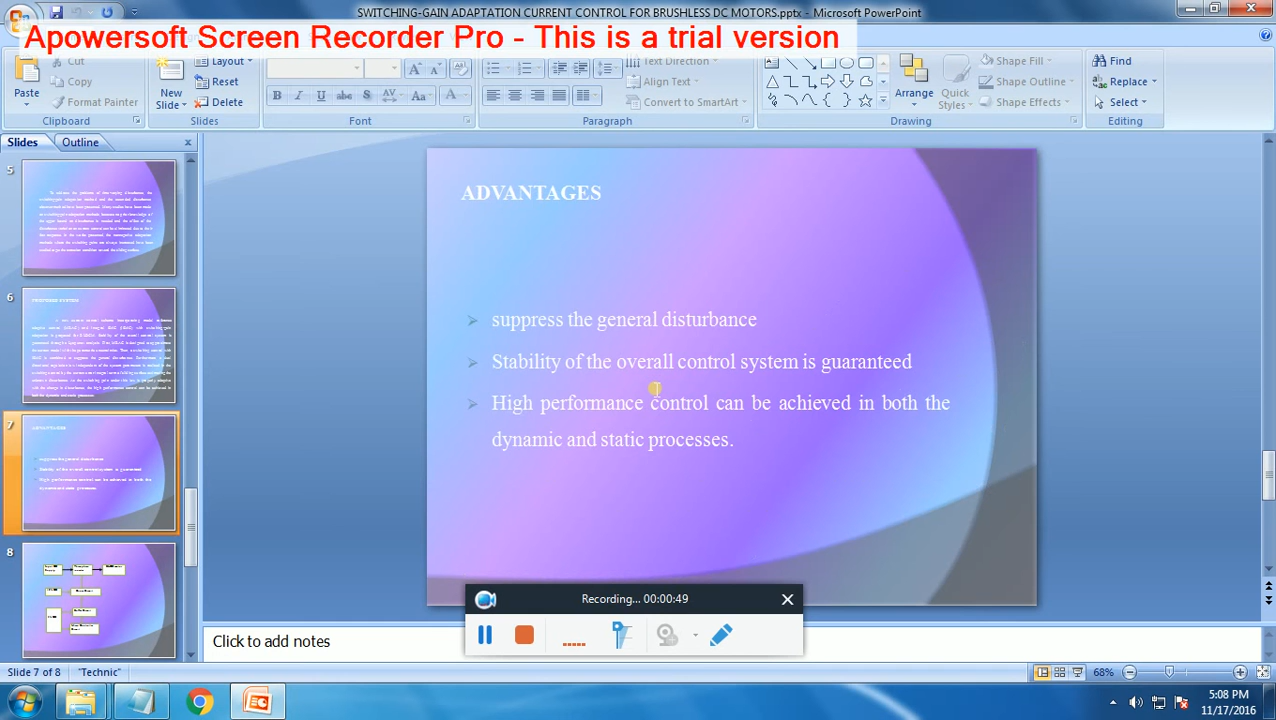 SWITCHING-GAIN ADAPTATION CURRENT CONTROL FOR BRUSHLESS DC MOTORS.pptx - Microsoft PowerPoint
Apowersoft Screen Recorder Pro - This is a trial version
Paste
Cut
Copy
Format Painter
Clipboard
New Slide
Layout
Reset
Delete
Slides
Font
Text Direction
Align Text
Convert to SmartArt
Paragraph
Arrange
Quick Styles
Shape Fill
Shape Outline
Shape Effects
Drawing
Find
Replace
Select
Editing
Slides
Outline
5
6
7
8
ADVANTAGES
suppress the general disturbance
Stability of the overall control system is guaranteed
High performance control can be achieved in both the
dynamic and static processes.
Recording... 00:00:49
Click to add notes
Slide 7 of 8
"Technic"
68%
5:08 PM
11/17/2016